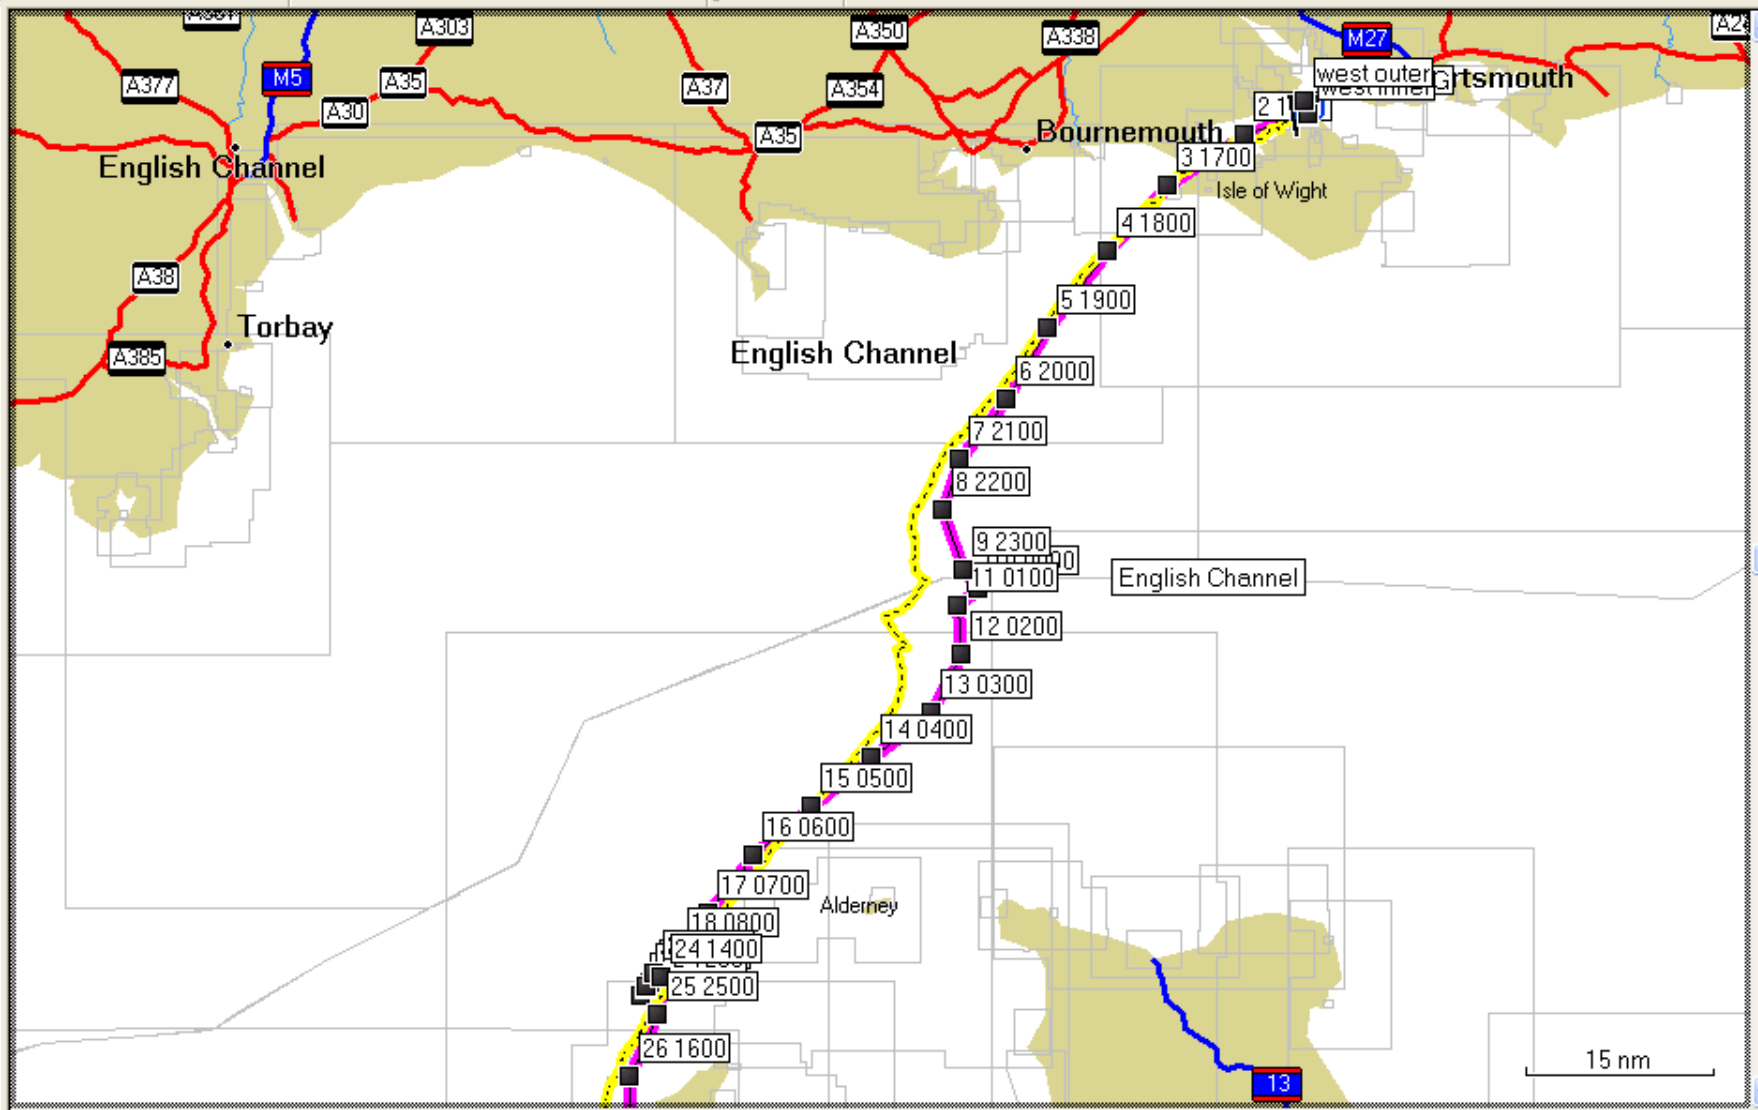 A303
A350
A338
M27
A377
M5
A35
A37
A354
west outer
west inner
A30
A35
2 1
Bournemouth
English Channel
3 1700
Isle of Wight
4 1800
A38
5 1900
Torbay
A385
English Channel
6 2000
7 2100
8 2200
9 2300
11 0100
English Channel
12 0200
13 0300
14 0400
15 0500
16 0600
17 0700
Alderney
18 0800
24 1400
25 2500
26 1600
15 nm
13